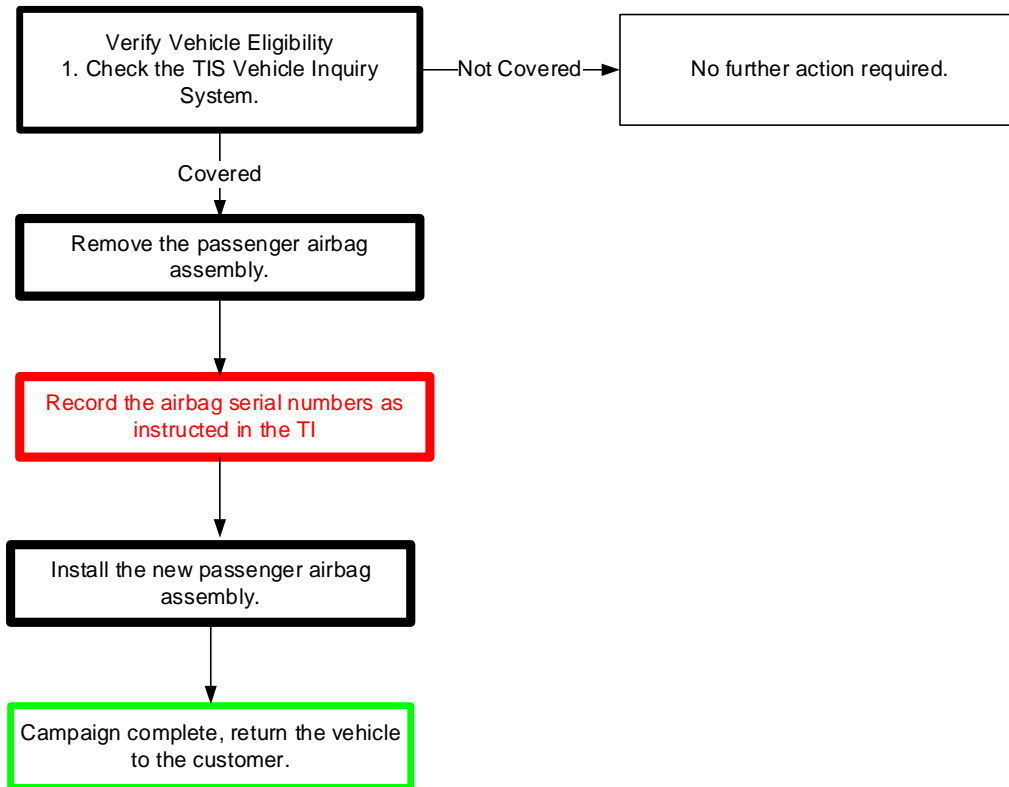 Verify Vehicle Eligibility
1. Check the TIS Vehicle Inquiry
System.
Not Covered
No further action required.
Covered
Remove the passenger airbag
assembly.
Record the airbag serial numbers as
instructed in the TI
Install the new passenger airbag
assembly.
Campaign complete, return the vehicle
to the customer.